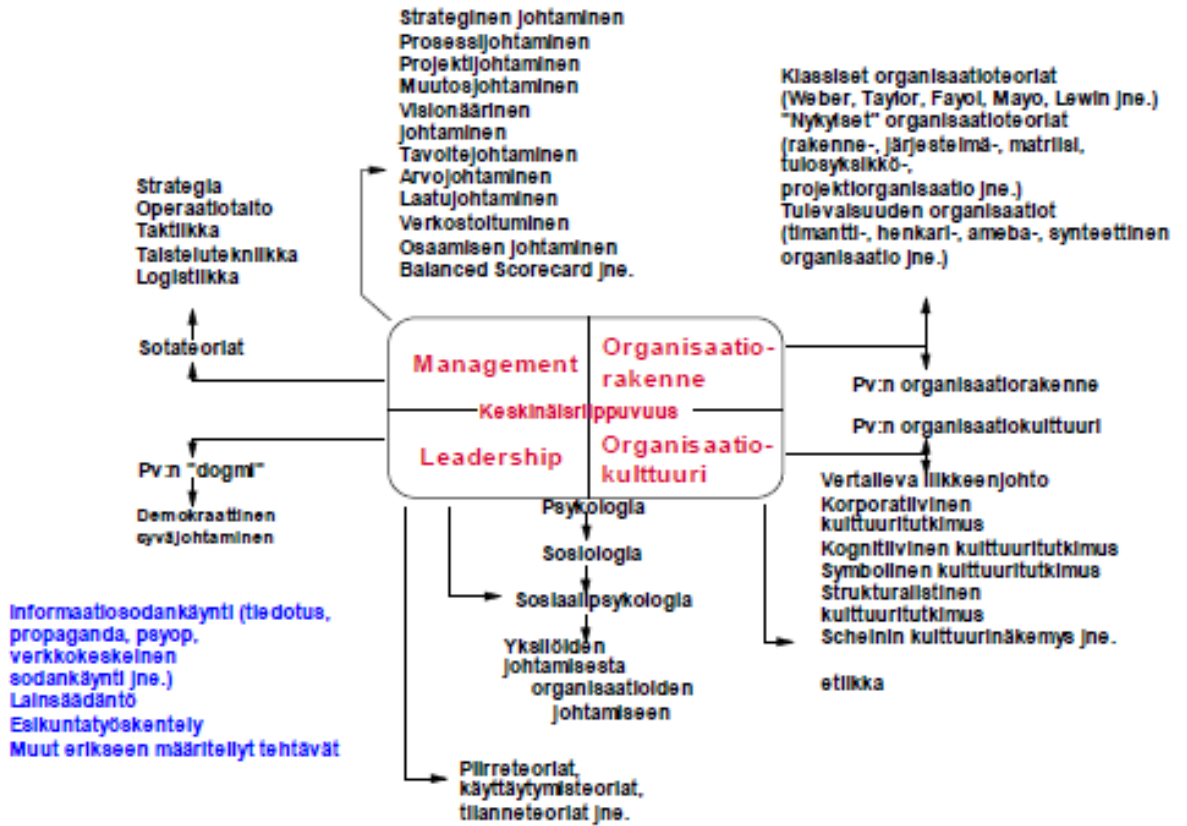 Strateginen johtaminen
Prosessijohtaminen
Projektijohtaminen
Muutosjohtaminen
Visionäärinen
johtaminen
Tavoitejohtaminen
Arvojohtaminen
Laatujohtaminen
Verkostoituminen
Osaamisen johtaminen
Balanced Scorecard jne.
Klassiset organisaatioteoriat
(Weber, Taylor, Fayol, Mayo, Lewin jne.)
"Nykyiset" organisaatioteoriat
(rakenne-, järjestelmä-, matriisi,
tulosyksikkö-,
projektiorganisaatio jne.)
Tulevaisuuden organisaatiot
(timantti-, henkari-, ameba-, synteettinen
organisaatio jne.)
Strategia
Operaatiotaito
Taktiikka
Taistelutekniikka
Logistiikka
Sotateoriat
Management
Organisaatio-
rakenne
Keskinäisriippuvuus
Leadership
Organisaatio-
kulttuuri
Pv:n organisaatiorakenne
Pv:n organisaatiokulttuuri
Pv:n "dogmi"
Demokraattinen
syväjohtaminen
Psykologia
Sosiologia
Sosiaalipsykologia
Yksilöiden
johtamisesta
organisaatioiden
johtamiseen
Vertaileva liikkeenjohto
Korporatiivinen
kulttuuritutkimus
Kognitiivinen kulttuuritutkimus
Symbolinen kulttuuritutkimus
Strukturalistinen
kulttuuritutkimus
Scheinin kulttuurinäkemys jne.
etiikka
Informaatiosodankäynti (tiedotus,
propaganda, psyop,
verkkokeskeinen
sodankäynti jne.)
Lainsäädäntö
Esikuntatyöskentely
Muut erikseen määritellyt tehtävät
Piirreteoriat,
käyttäytymisteoriat,
tilanneteoriat jne.